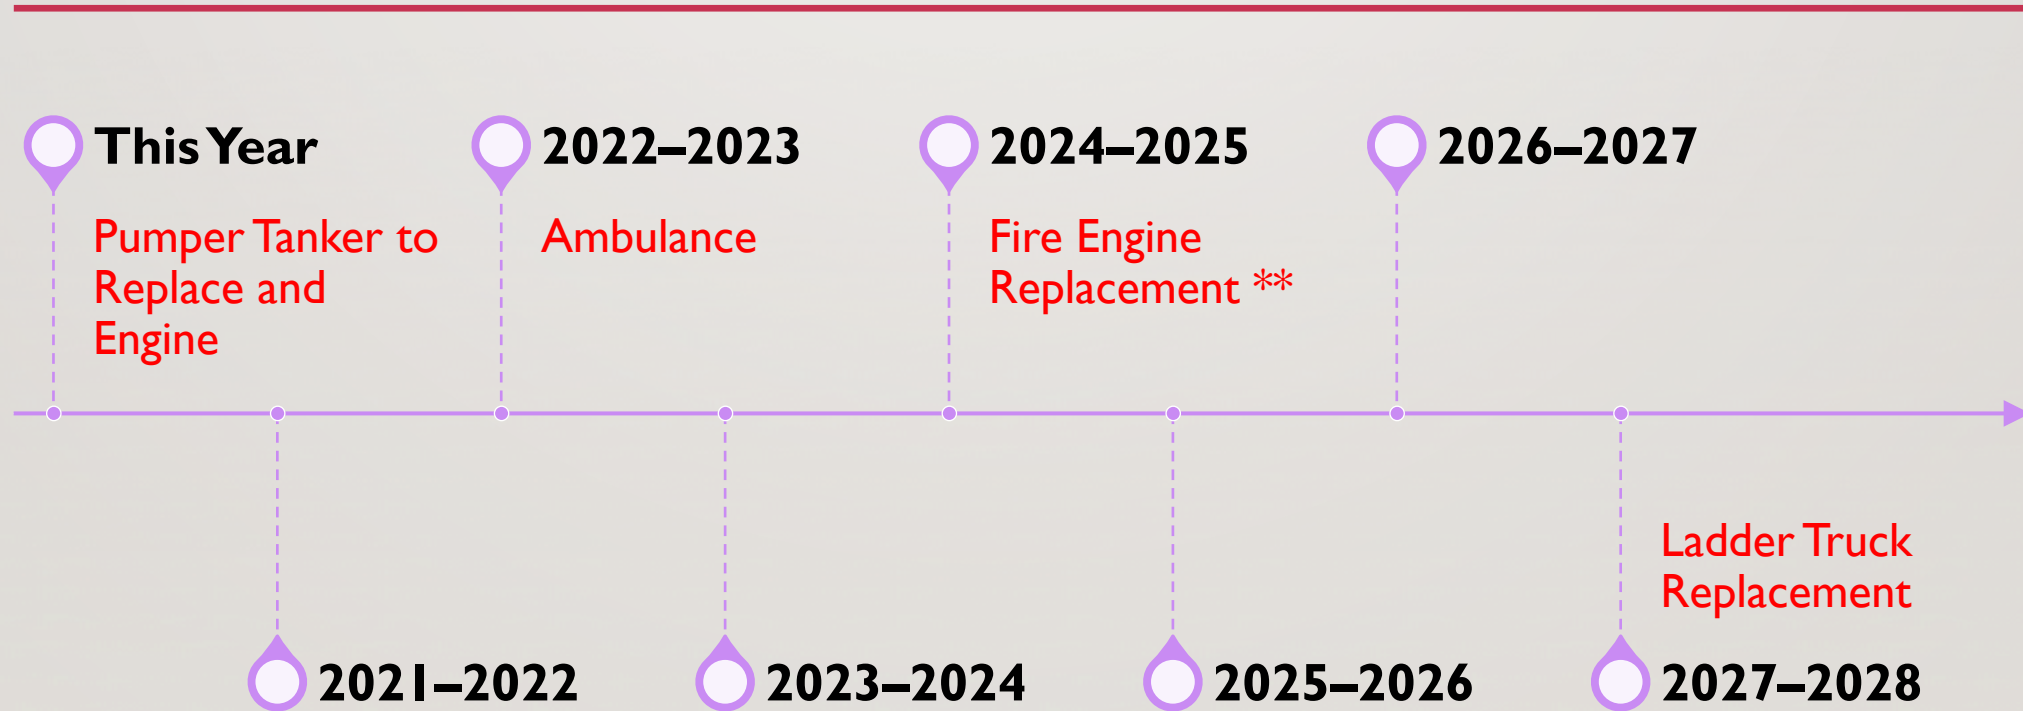 This Year
Pumper Tanker to
Replace and
Engine
2022–2023
Ambulance
2024–2025
Fire Engine
Replacement **
2026–2027
2021–2022
2023–2024
2025–2026
Ladder Truck
Replacement
2027–2028